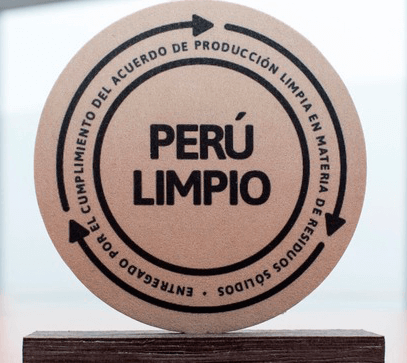 PERÚ
LIMPIO
ENTREGADO POR EL CUMPLIMIENTO DEL ACUERDO DE PRODUCCIÓN LIMPIA EN MATERIA DE RESIDUOS SÓLIDOS •